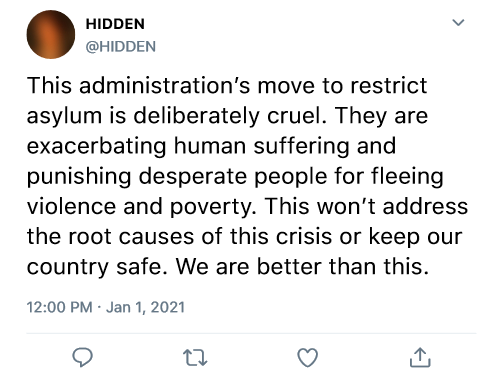 HIDDEN
@HIDDEN
This administration’s move to restrict
asylum is deliberately cruel. They are
exacerbating human suffering and
punishing desperate people for fleeing
violence and poverty. This won’t address
the root causes of this crisis or keep our
country safe. We are better than this.
12:00 PM · Jan 1, 2021